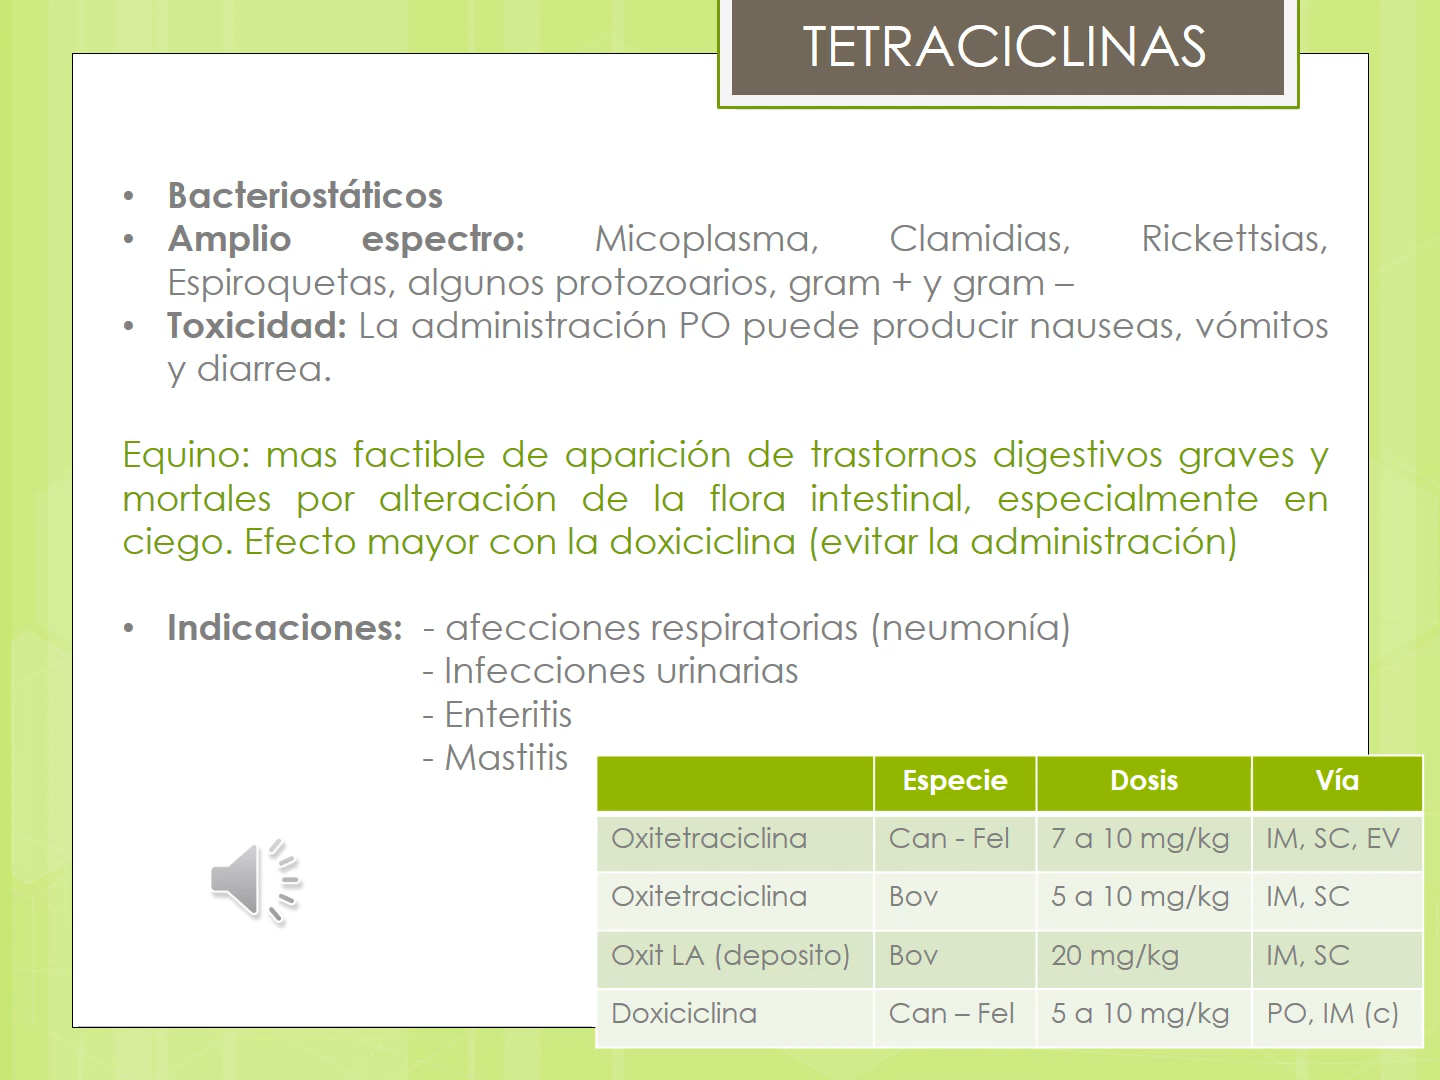 TETRACICLINAS
• Bacteriostáticos
• Amplio espectro: Micoplasma, Clamidias, Rickettsias,
Espiroquetas, algunos protozoarios, gram + y gram –
• Toxicidad: La administración PO puede producir nauseas, vómitos
y diarrea.
Equino: mas factible de aparición de trastornos digestivos graves y
mortales por alteración de la flora intestinal, especialmente en
ciego. Efecto mayor con la doxiciclina (evitar la administración)
• Indicaciones: - afecciones respiratorias (neumonía)
- Infecciones urinarias
- Enteritis
- Mastitis
Especie Dosis Vía
Oxitetraciclina Can - Fel 7 a 10 mg/kg IM, SC, EV
Oxitetraciclina Bov 5 a 10 mg/kg IM, SC
Oxit LA (deposito) Bov 20 mg/kg IM, SC
Doxiciclina Can – Fel 5 a 10 mg/kg PO, IM (c)